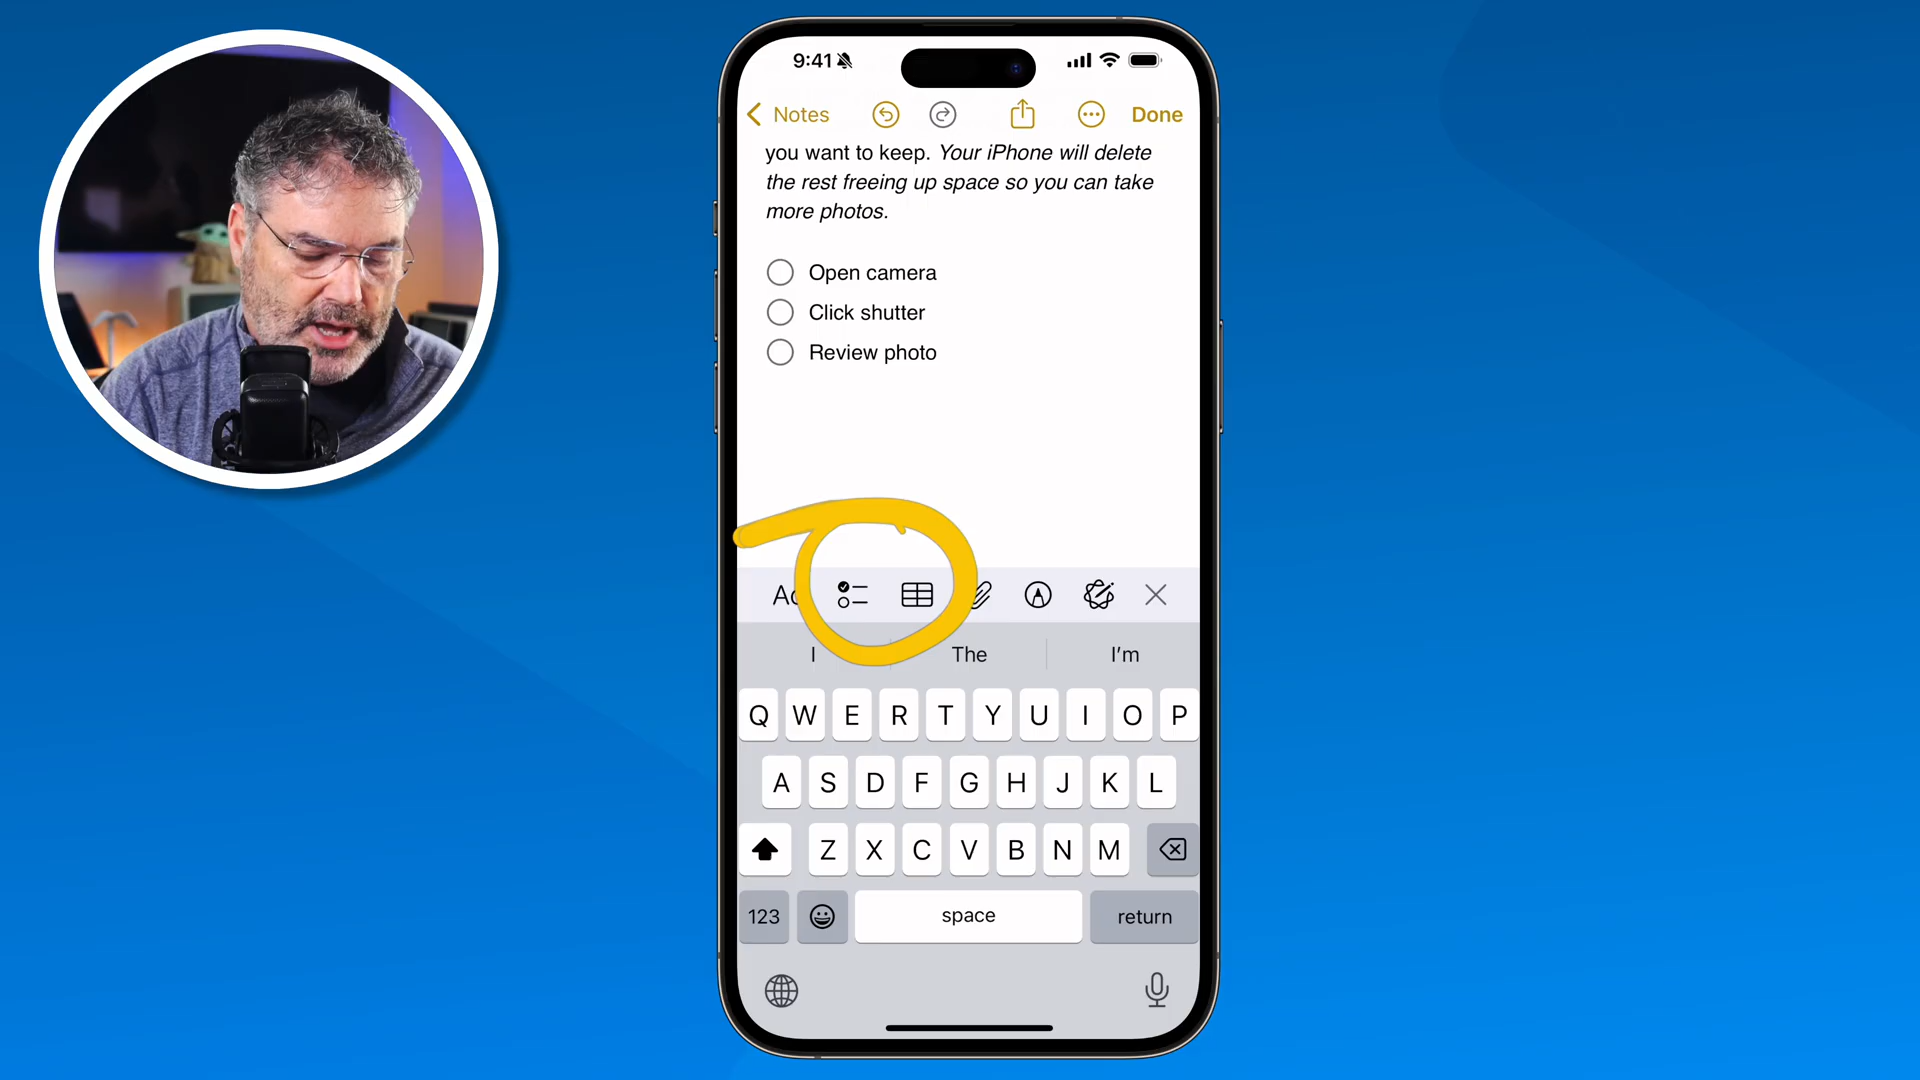 9:41
Notes
Done
you want to keep. Your iPhone will delete
the rest freeing up space so you can take
more photos.
Open camera
Click shutter
Review photo
I
The
I’m
Q W E R T Y U I O P
A S D F G H J K L
Z X C V B N M
123
space
return